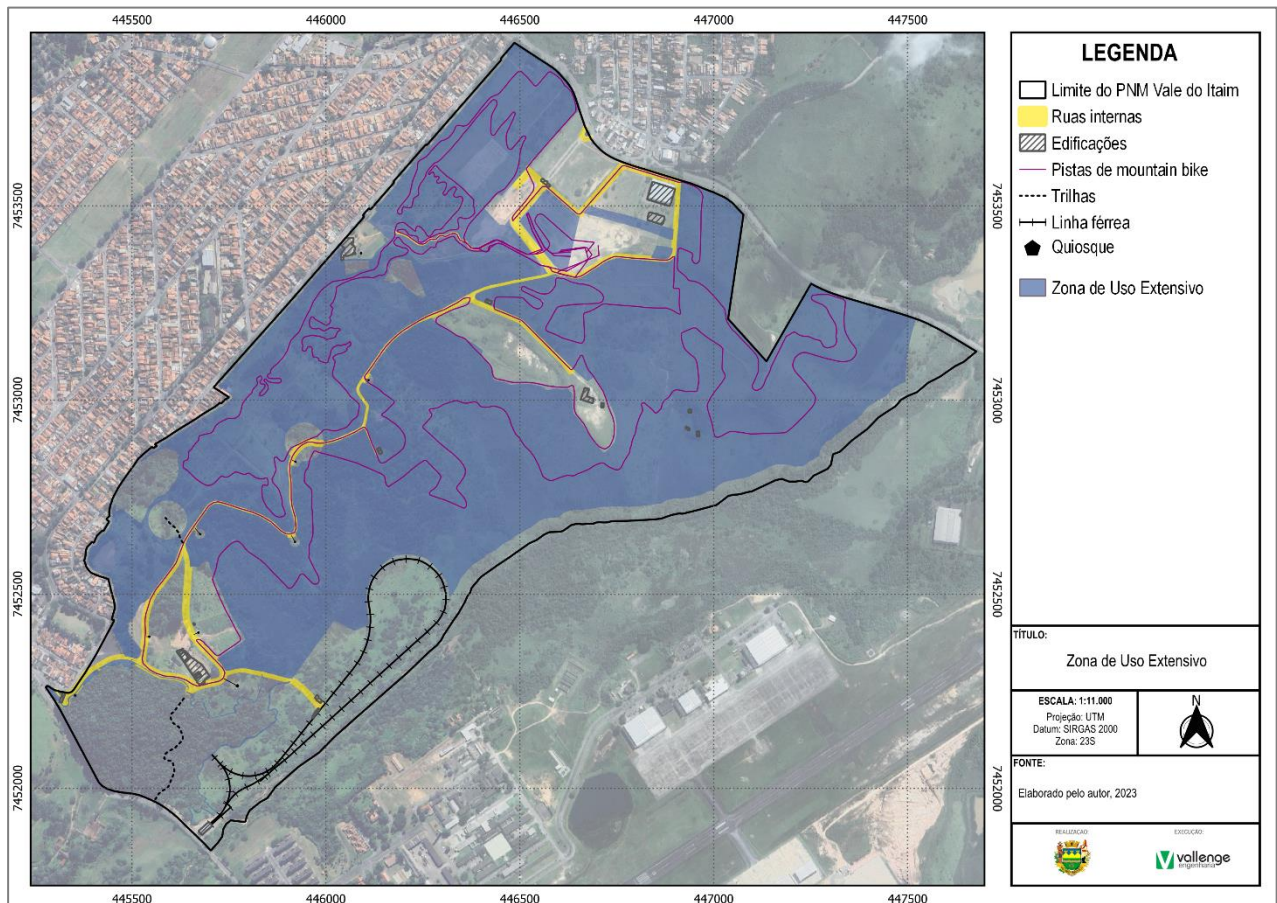 445500 446000 446500 447000 447500
7453500 7453500
7453000 7453000
7452500 7452500
7452000 7452000
445500 446000 446500 447000 447500
LEGENDA
Limite do PNM Vale do Itaim
Ruas internas
Edificações
Pistas de mountain bike
Trilhas
Linha férrea
Quiosque
Zona de Uso Extensivo
TÍTULO:
Zona de Uso Extensivo
ESCALA: 1:11.000
Projeção: UTM
Datum: SIRGAS 2000
Zona: 23S
N
FONTE:
Elaborado pelo autor, 2023
REALIZAÇÃO:
EXECUÇÃO:
vallenge
engenharia